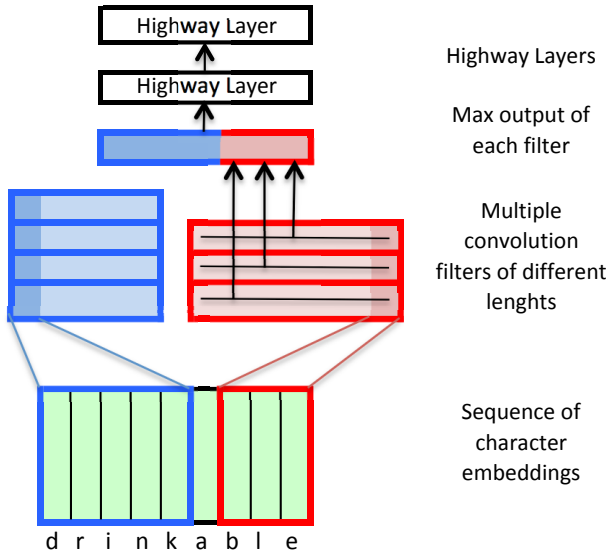 Highway Layer
Highway Layer
Highway Layers
Max output of
each filter
Multiple
convolution
filters of different
lenghts
Sequence of
character
embeddings
d r i n k a b l e